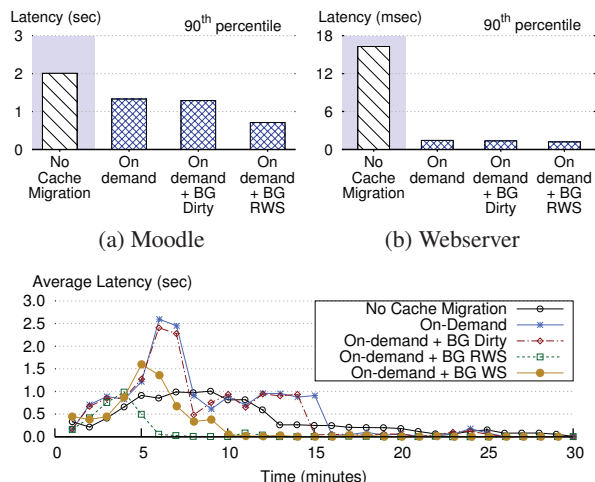 Latency (sec)
90th percentile
3
2
1
0
No Cache Migration
On demand
On demand + BG Dirty
On demand + BG RWS
(a) Moodle
Latency (msec)
90th percentile
18
12
6
0
No Cache Migration
On demand
On demand + BG Dirty
On demand + BG RWS
(b) Webserver
Average Latency (sec)
3.0
2.5
2.0
1.5
1.0
0.5
0.0
No Cache Migration
On-Demand
On-demand + BG Dirty
On-demand + BG RWS
On-demand + BG WS
0 5 10 15 20 25 30
Time (minutes)